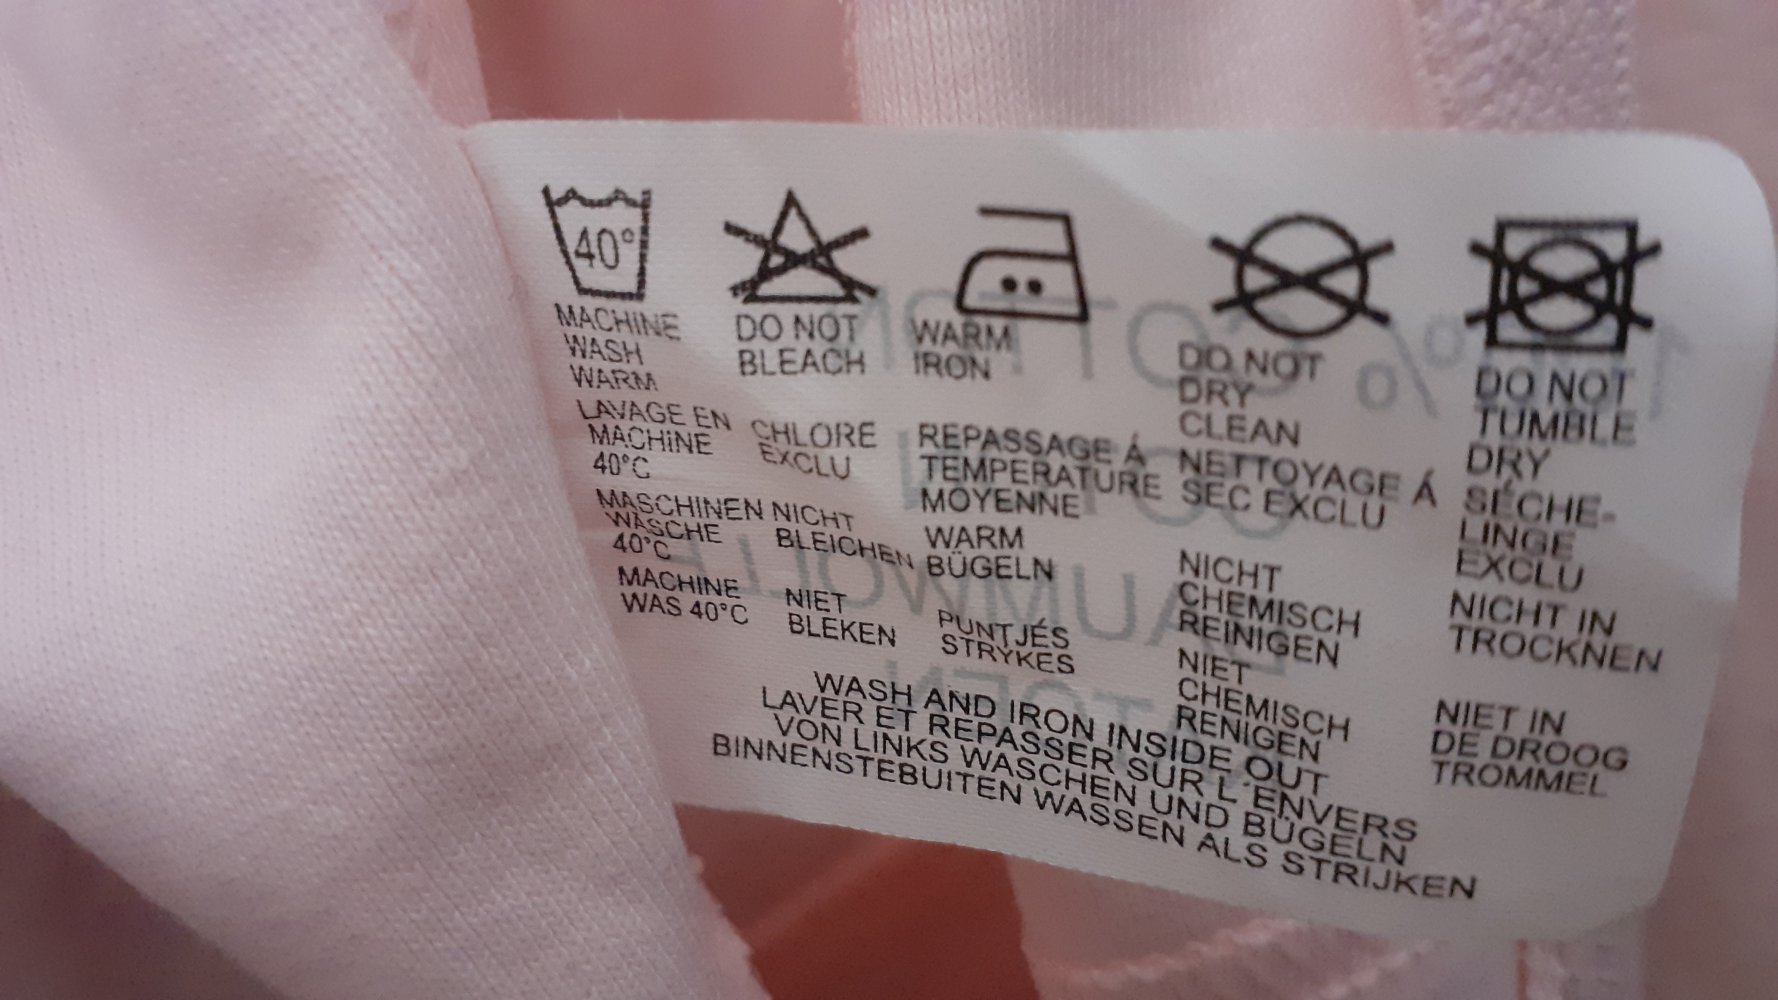 40°
MACHINE
WASH
WARM
LAVAGE EN
MACHINE
40°C
MASCHINEN
WÄSCHE
40°C
MACHINE
WAS 40°C
DO NOT
BLEACH
CHLORE
EXCLU
NICHT
BLEICHEN
NIET
BLEKEN
WARM
IRON
REPASSAGE Á
TEMPERATURE
MOYENNE
WARM
BÜGELN
PUNTJÉS
STRYKES
DO NOT
DRY
CLEAN
NETTOYAGE Á
SEC EXCLU
NICHT
CHEMISCH
REINIGEN
NIET
CHEMISCH
RENIGEN
DO NOT
TUMBLE
DRY
SÉCHE-
LINGE
EXCLU
NICHT IN
TROCKNEN
NIET IN
DE DROOG
TROMMEL
WASH AND IRON INSIDE OUT
LAVER ET REPASSER SUR L'ENVERS
VON LINKS WASCHEN UND BÜGELN
BINNENSTEBUITEN WASSEN ALS STRIJKEN